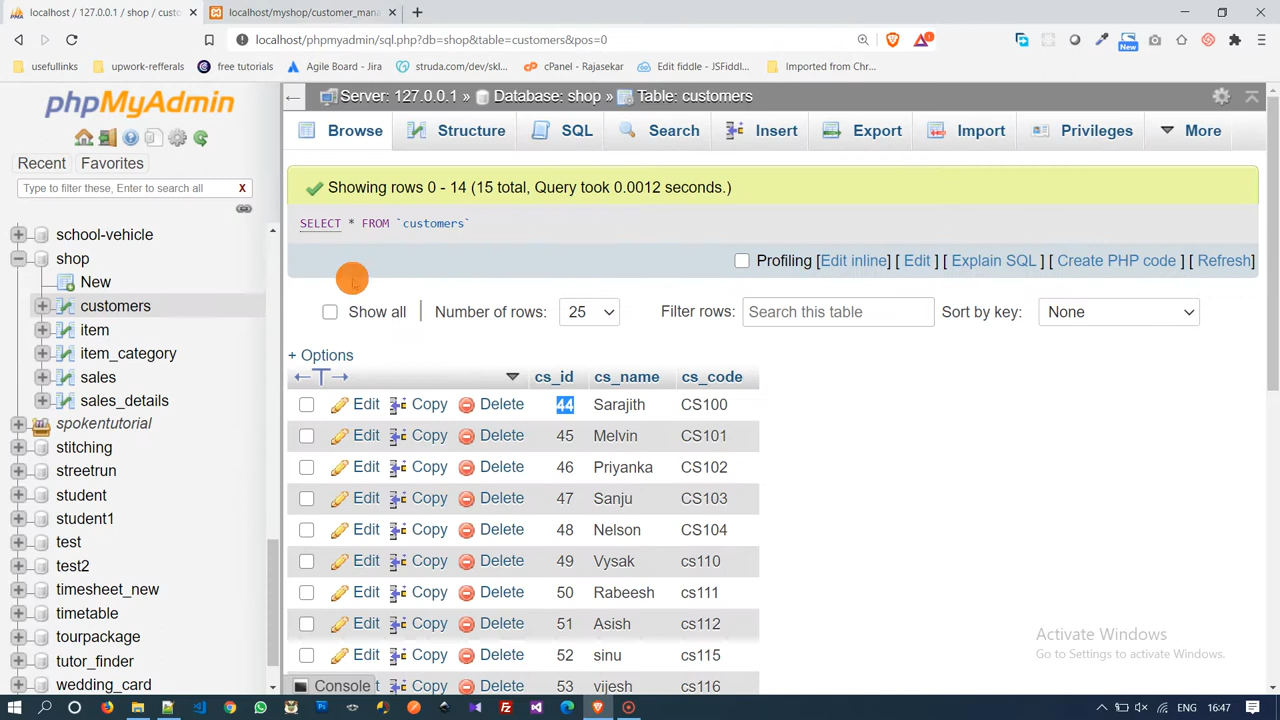 localhost / 127.0.0.1 / shop / custo
localhost/myshop/customer_mana
localhost/phpmyadmin/sql.php?db=shop&table=customers&pos=0
usefullinks
upwork-refferals
free tutorials
Agile Board - Jira
strava.com/dev/skl...
cPanel - Rajasekar
Edit fiddle - JSFiddl...
Imported from Chr...
New
phpMyAdmin
Recent
Favorites
Type to filter these, Enter to search all
X
school-vehicle
shop
New
customers
item
item_category
sales
sales_details
spokentutorial
stitching
streetrun
student
student1
test
test2
timesheet_new
timetable
tourpackage
tutor_finder
wedding_card
Server: 127.0.0.1 » Database: shop » Table: customers
Browse
Structure
SQL
Search
Insert
Export
Import
Privileges
More
Showing rows 0 - 14 (15 total, Query took 0.0012 seconds.)
SELECT * FROM `customers`
Profiling [Edit inline] [ Edit ] [ Explain SQL ] [ Create PHP code ] [ Refresh]
Show all
Number of rows: 25
Filter rows: Search this table
Sort by key: None
+ Options
cs_id cs_name cs_code
Edit Copy Delete 44 Sarajith CS100
Edit Copy Delete 45 Melvin CS101
Edit Copy Delete 46 Priyanka CS102
Edit Copy Delete 47 Sanju CS103
Edit Copy Delete 48 Nelson CS104
Edit Copy Delete 49 Vysak cs110
Edit Copy Delete 50 Rabeesh cs111
Edit Copy Delete 51 Asish cs112
Edit Copy Delete 52 sinu cs115
Copy Delete 53 vijesh cs116
Console
Activate Windows
Go to Settings to activate Windows.
ENG
16:47